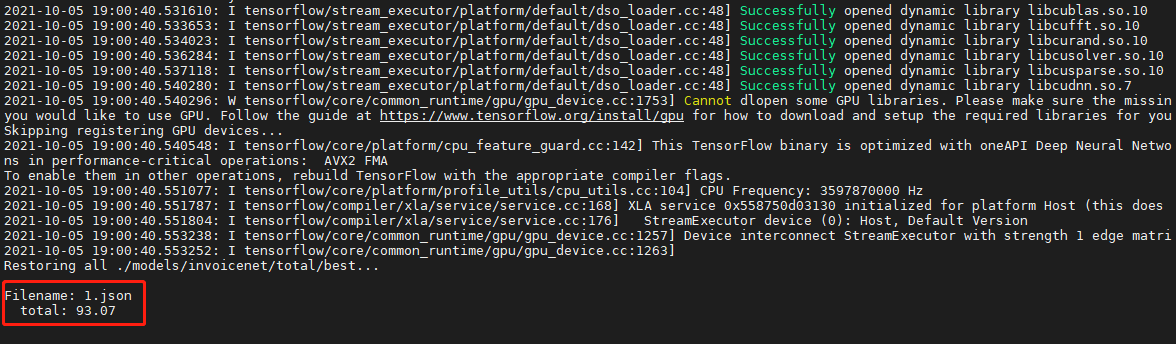 2021-10-05 19:00:40.531610: I tensorflow/stream_executor/platform/default/dso_loader.cc:48] Successfully opened dynamic library libcublas.so.10
2021-10-05 19:00:40.533653: I tensorflow/stream_executor/platform/default/dso_loader.cc:48] Successfully opened dynamic library libcufft.so.10
2021-10-05 19:00:40.534023: I tensorflow/stream_executor/platform/default/dso_loader.cc:48] Successfully opened dynamic library libcurand.so.10
2021-10-05 19:00:40.536284: I tensorflow/stream_executor/platform/default/dso_loader.cc:48] Successfully opened dynamic library libcusolver.so.10
2021-10-05 19:00:40.537118: I tensorflow/stream_executor/platform/default/dso_loader.cc:48] Successfully opened dynamic library libcusparse.so.10
2021-10-05 19:00:40.540280: I tensorflow/stream_executor/platform/default/dso_loader.cc:48] Successfully opened dynamic library libcudnn.so.7
2021-10-05 19:00:40.540296: W tensorflow/core/common_runtime/gpu/gpu_device.cc:1753] Cannot dlopen some GPU libraries. Please make sure the missin
you would like to use GPU. Follow the guide at https://www.tensorflow.org/install/gpu for how to download and setup the required libraries for you
Skipping registering GPU devices...
2021-10-05 19:00:40.540548: I tensorflow/core/platform/cpu_feature_guard.cc:142] This TensorFlow binary is optimized with oneAPI Deep Neural Netwo
ns in performance-critical operations:  AVX2 FMA
To enable them in other operations, rebuild TensorFlow with the appropriate compiler flags.
2021-10-05 19:00:40.551077: I tensorflow/core/platform/profile_utils/cpu_utils.cc:104] CPU Frequency: 3597870000 Hz
2021-10-05 19:00:40.551787: I tensorflow/compiler/xla/service/service.cc:168] XLA service 0x558750d03130 initialized for platform Host (this does
2021-10-05 19:00:40.551804: I tensorflow/compiler/xla/service/service.cc:176]   StreamExecutor device (0): Host, Default Version
2021-10-05 19:00:40.553238: I tensorflow/core/common_runtime/gpu/gpu_device.cc:1257] Device interconnect StreamExecutor with strength 1 edge matri
2021-10-05 19:00:40.553252: I tensorflow/core/common_runtime/gpu/gpu_device.cc:1263]
Restoring all ./models/invoicenet/total/best...
Filename: 1.json
  total: 93.07